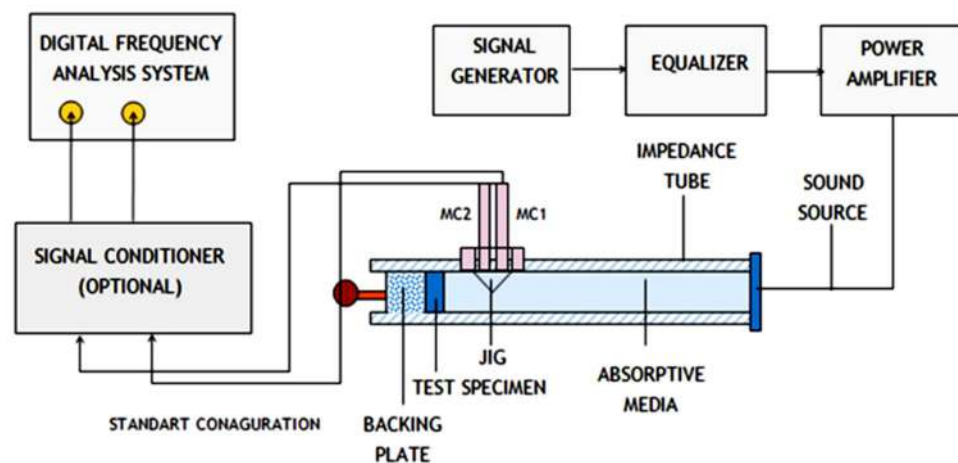 DIGITAL FREQUENCY
ANALYSIS SYSTEM
SIGNAL
GENERATOR
EQUALIZER
POWER
AMPLIFIER
IMPEDANCE
TUBE
SOUND
SOURCE
MC2
MC1
SIGNAL CONDITIONER
(OPTIONAL)
JIG
TEST SPECIMEN
ABSORPTIVE
MEDIA
STANDART CONAGURATION
BACKING
PLATE